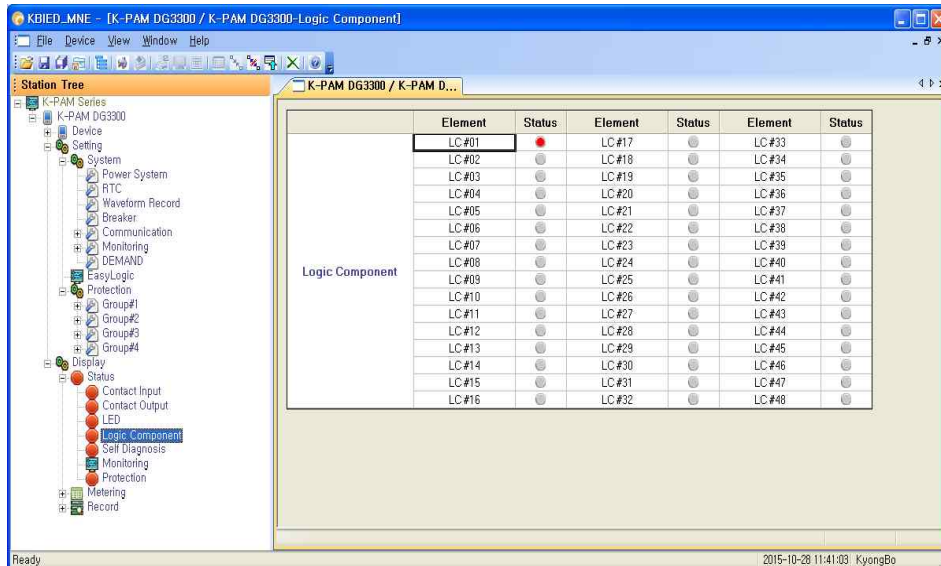 KBIED_MNE - [K-PAM DG3300 / K-PAM DG3300-Logic Component]
File Device View Window Help
Station Tree
K-PAM Series
K-PAM DG3300
Device
Setting
System
Power System
RTC
Waveform Record
Breaker
Communication
Monitoring
DEMAND
EasyLogic
Protection
Group#1
Group#2
Group#3
Group#4
Display
Status
Contact Input
Contact Output
LED
Logic Component
Self Diagnosis
Monitoring
Protection
Metering
Record
K-PAM DG3300 / K-PAM D...
Element Status Element Status Element Status
Logic Component
LC#01 LC#17 LC#33
LC#02 LC#18 LC#34
LC#03 LC#19 LC#35
LC#04 LC#20 LC#36
LC#05 LC#21 LC#37
LC#06 LC#22 LC#38
LC#07 LC#23 LC#39
LC#08 LC#24 LC#40
LC#09 LC#25 LC#41
LC#10 LC#26 LC#42
LC#11 LC#27 LC#43
LC#12 LC#28 LC#44
LC#13 LC#29 LC#45
LC#14 LC#30 LC#46
LC#15 LC#31 LC#47
LC#16 LC#32 LC#48
Ready 2015-10-28 11:41:03 KyongBo